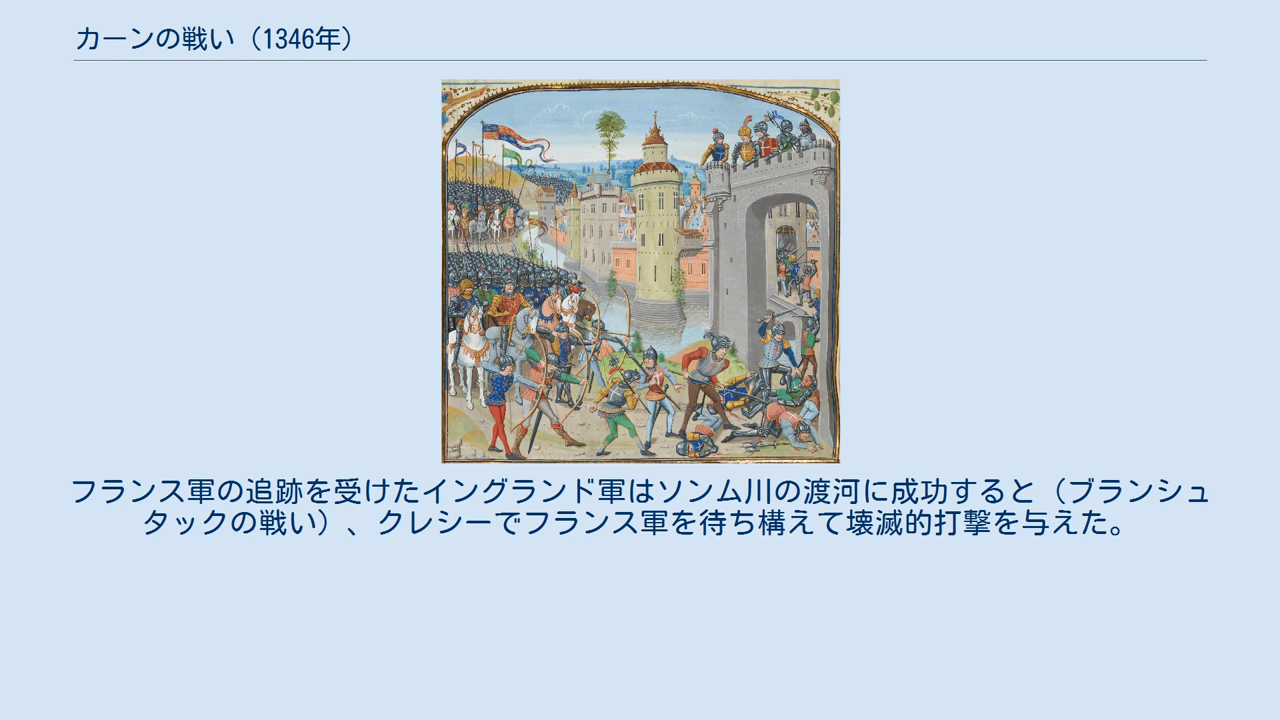 カーンの戦い（1346年）
フランス軍の追跡を受けたイングランド軍はソンム川の渡河に成功すると（ブランシュ
タックの戦い）、クレシーでフランス軍を待ち構えて壊滅的打撃を与えた。